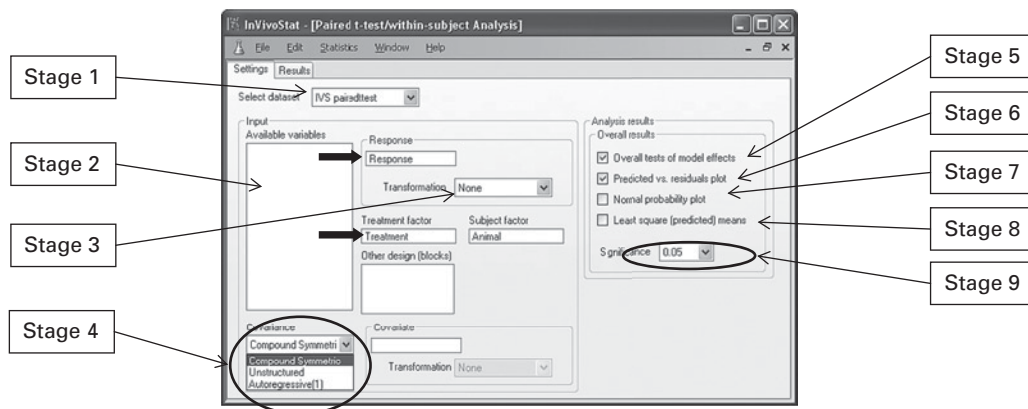 InVivoStat - [Paired t-test/within-subject Analysis]
File Edit Statistics Window Help
Settings Results
Select dataset IVS pairedttest
Input
Available variables
Response
Response
Transformation None
Treatment factor Subject factor
Treatment Animal
Other design (blocks)
Covariance
Compound Symmetri
Compound Symmetric
Unstructured
Autoregressive(1)
Covariate
Transformation None
Analysis results
Overall results
Overall tests of model effects
Predicted vs. residuals plot
Normal probability plot
Least square (predicted) means
Significance 0.05
Stage 1
Stage 2
Stage 3
Stage 4
Stage 5
Stage 6
Stage 7
Stage 8
Stage 9